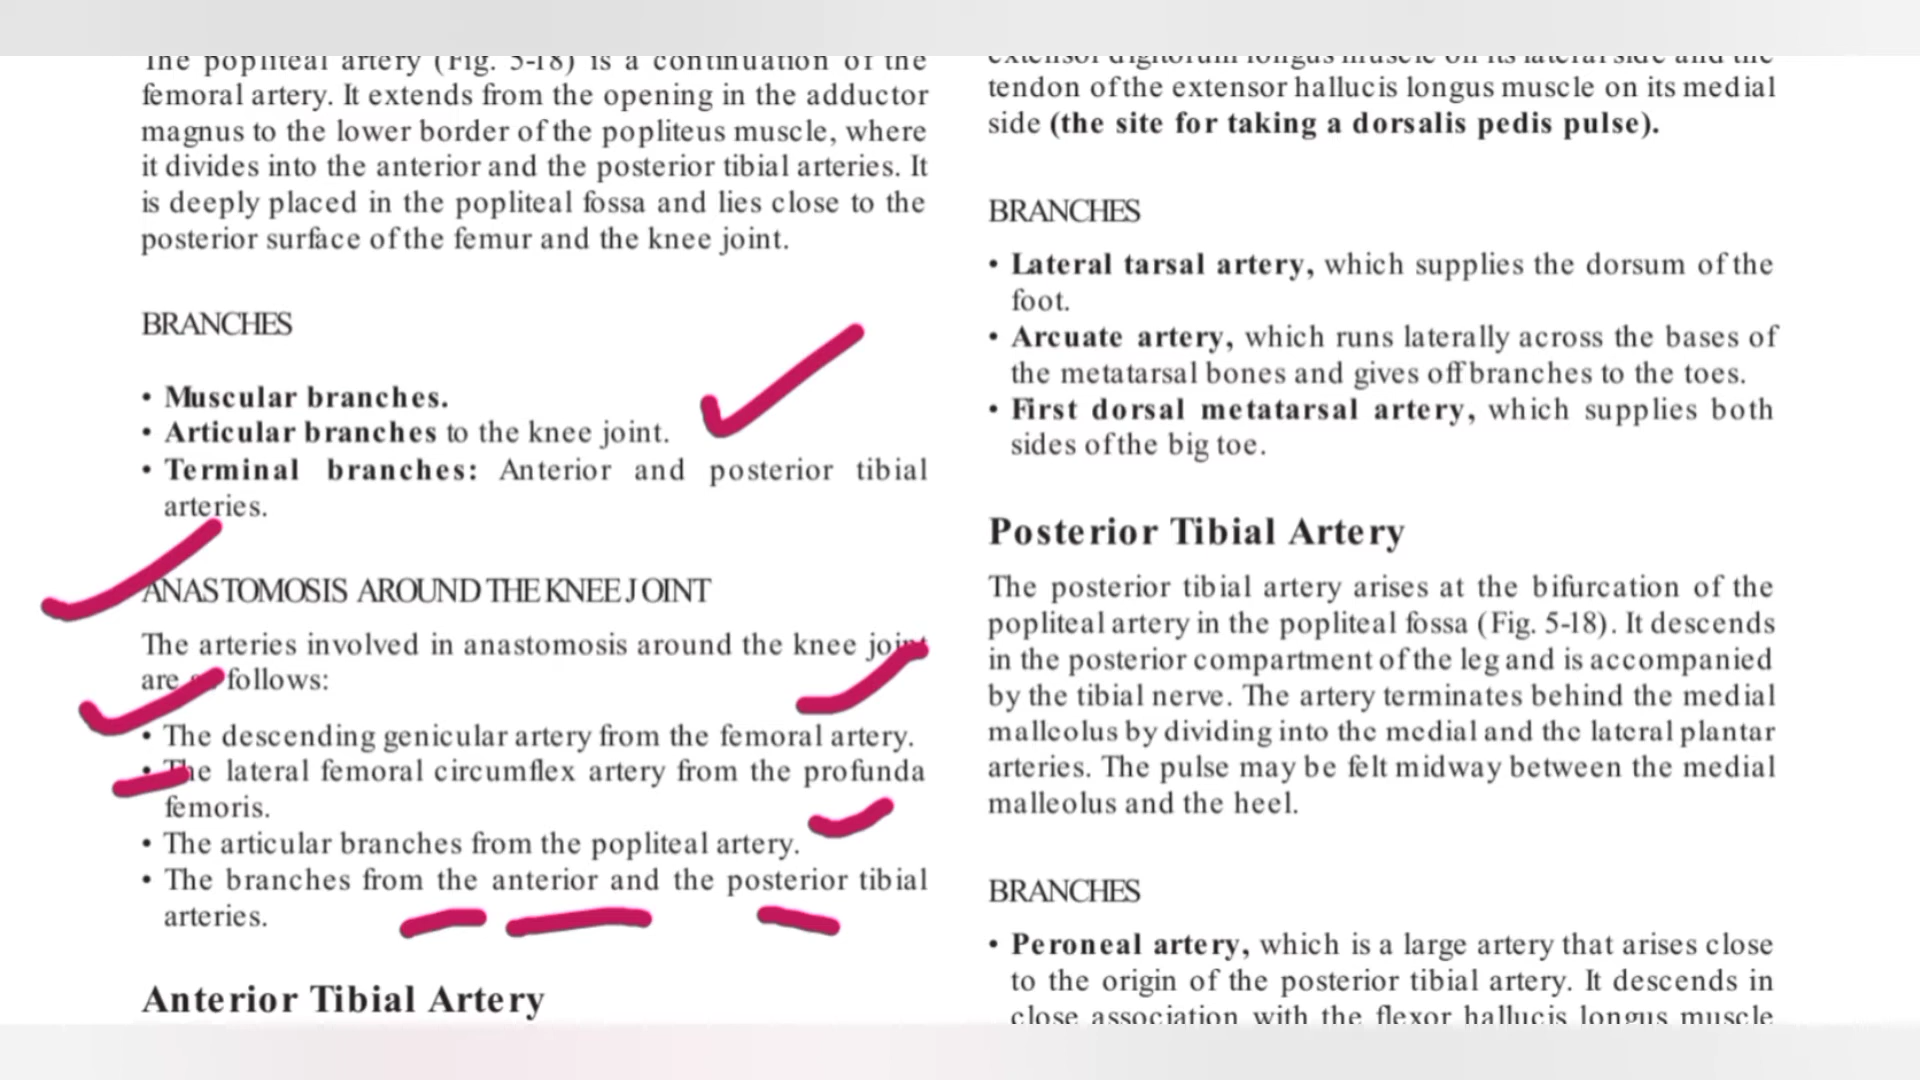 The popliteal artery (Fig. 5-18) is a continuation of the
femoral artery. It extends from the opening in the adductor
magnus to the lower border of the popliteus muscle, where
it divides into the anterior and the posterior tibial arteries. It
is deeply placed in the popliteal fossa and lies close to the
posterior surface of the femur and the knee joint.
BRANCHES
• Muscular branches.
• Articular branches to the knee joint.
• Terminal branches: Anterior and posterior tibial
arteries.
ANASTOMOSIS AROUND THE KNEE JOINT
The arteries involved in anastomosis around the knee joint
are follows:
• The descending genicular artery from the femoral artery.
• The lateral femoral circumflex artery from the profunda
femoris.
• The articular branches from the popliteal artery.
• The branches from the anterior and the posterior tibial
arteries.
Anterior Tibial Artery
extensor digitorum longus muscle on its lateral side and the
tendon of the extensor hallucis longus muscle on its medial
side (the site for taking a dorsalis pedis pulse).
BRANCHES
• Lateral tarsal artery, which supplies the dorsum of the
foot.
• Arcuate artery, which runs laterally across the bases of
the metatarsal bones and gives off branches to the toes.
• First dorsal metatarsal artery, which supplies both
sides of the big toe.
Posterior Tibial Artery
The posterior tibial artery arises at the bifurcation of the
popliteal artery in the popliteal fossa (Fig. 5-18). It descends
in the posterior compartment of the leg and is accompanied
by the tibial nerve. The artery terminates behind the medial
malleolus by dividing into the medial and the lateral plantar
arteries. The pulse may be felt midway between the medial
malleolus and the heel.
BRANCHES
• Peroneal artery, which is a large artery that arises close
to the origin of the posterior tibial artery. It descends in
close association with the flexor hallucis longus muscle